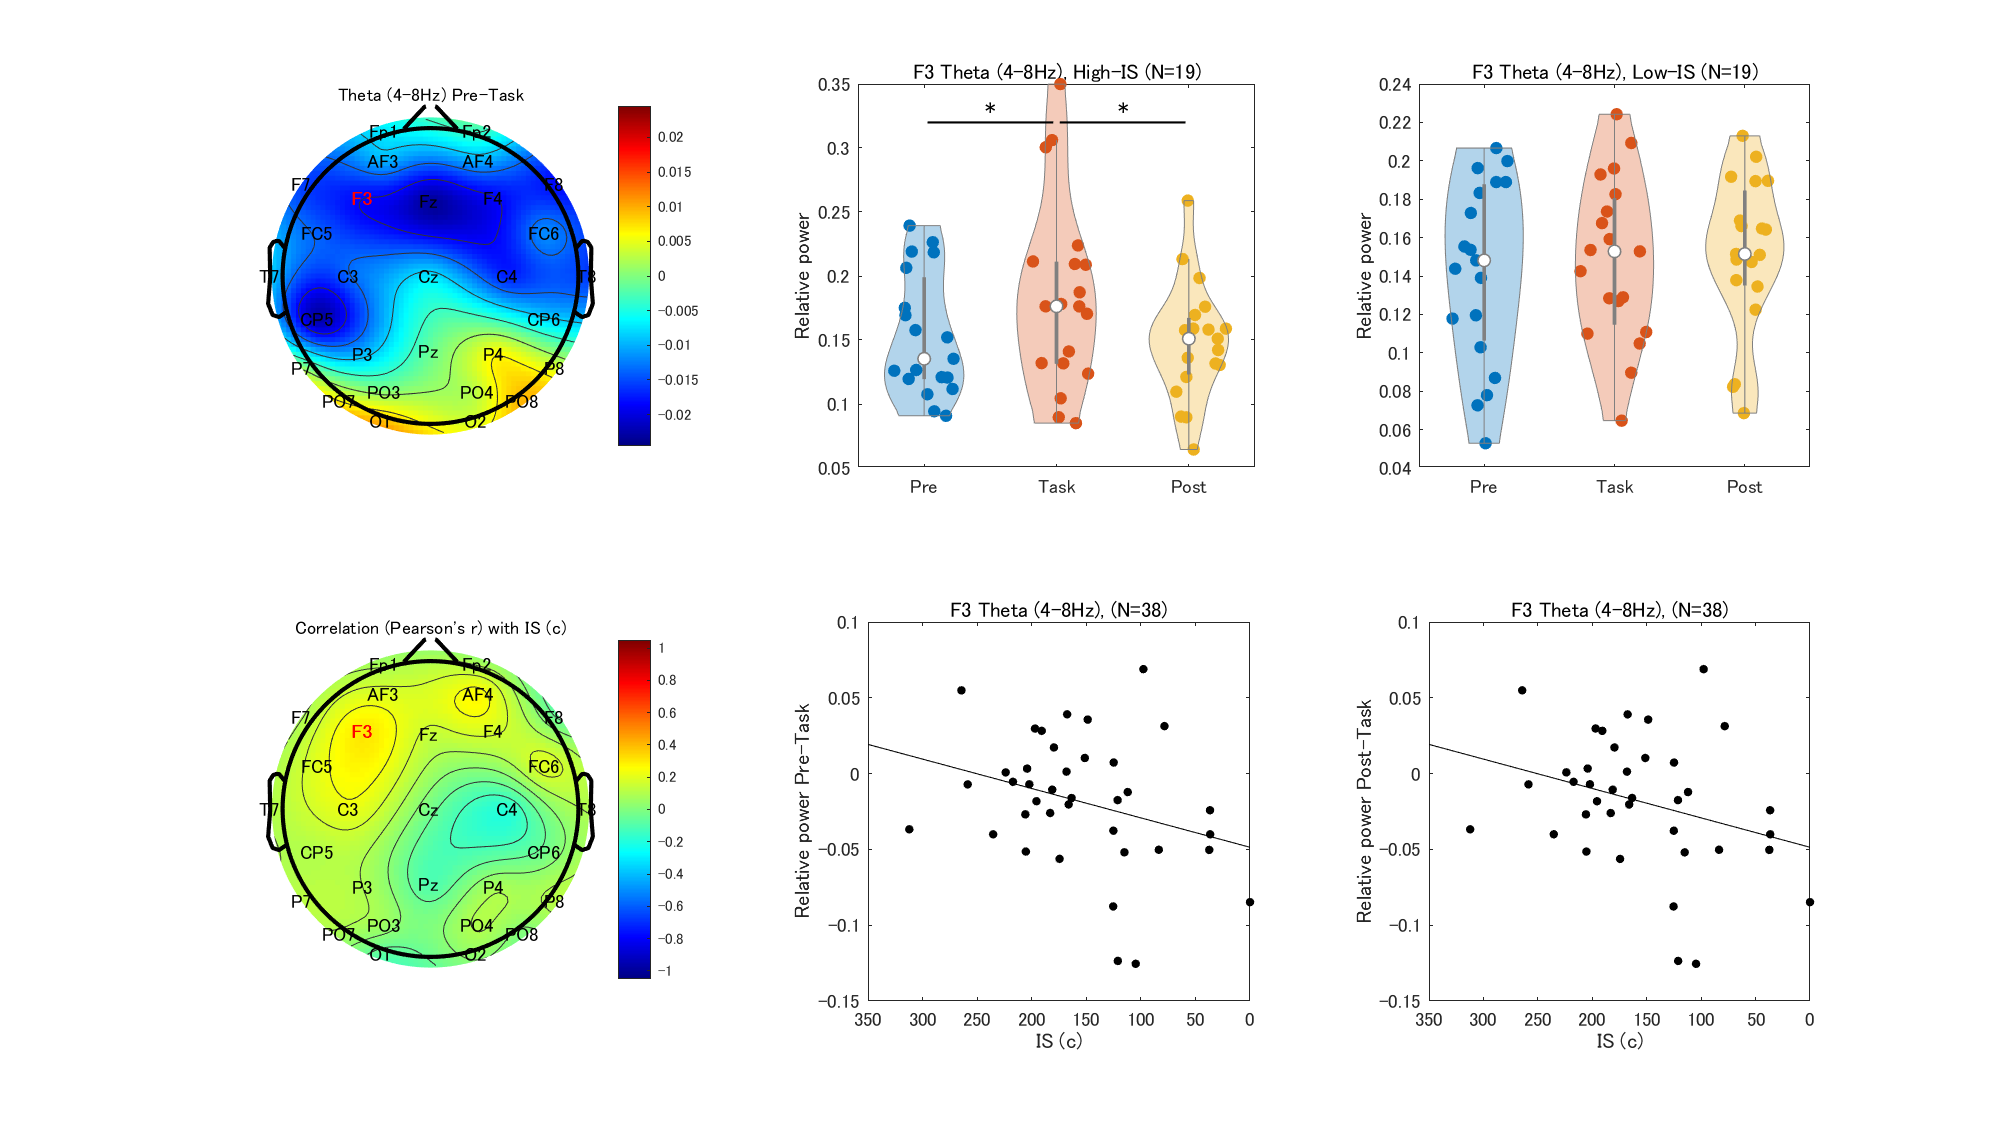 Theta (4-8Hz) Pre-Task
Fp1 Fp2
AF3 AF4
F7 F3 Fz F4 F8
FC5 FC6
T7 C3 Cz C4 T8
CP5 CP6
P7 P3 Pz P4 P8
PO7 PO3 PO4 PO8
O1 O2
0.02
0.015
0.01
0.005
0
-0.005
-0.01
-0.015
-0.02
F3 Theta (4-8Hz), High-IS (N=19)
Relative power
0.35
0.3
0.25
0.2
0.15
0.1
0.05
* *
Pre Task Post
F3 Theta (4-8Hz), Low-IS (N=19)
Relative power
0.24
0.22
0.2
0.18
0.16
0.14
0.12
0.1
0.08
0.06
0.04
Pre Task Post
Correlation (Pearson's r) with IS (c)
Fp1 Fp2
AF3 AF4
F7 F3 Fz F4 F8
FC5 FC6
T7 C3 Cz C4 T8
CP5 CP6
P7 P3 Pz P4 P8
PO7 PO3 PO4 PO8
O1 O2
1
0.8
0.6
0.4
0.2
0
-0.2
-0.4
-0.6
-0.8
-1
F3 Theta (4-8Hz), (N=38)
Relative power Pre-Task
0.1
0.05
0
-0.05
-0.1
-0.15
350 300 250 200 150 100 50 0
IS (c)
F3 Theta (4-8Hz), (N=38)
Relative power Post-Task
0.1
0.05
0
-0.05
-0.1
-0.15
350 300 250 200 150 100 50 0
IS (c)